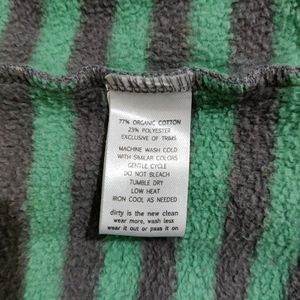 77% ORGANIC COTTON
23% POLYESTER
EXCLUSIVE OF TRIMS
MACHINE WASH COLD
WITH SIMILAR COLORS
GENTLE CYCLE
DO NOT BLEACH
TUMBLE DRY
LOW HEAT
IRON COOL AS NEEDED
dirty is the new clean
wear more, wash less
wear it out or pass it on